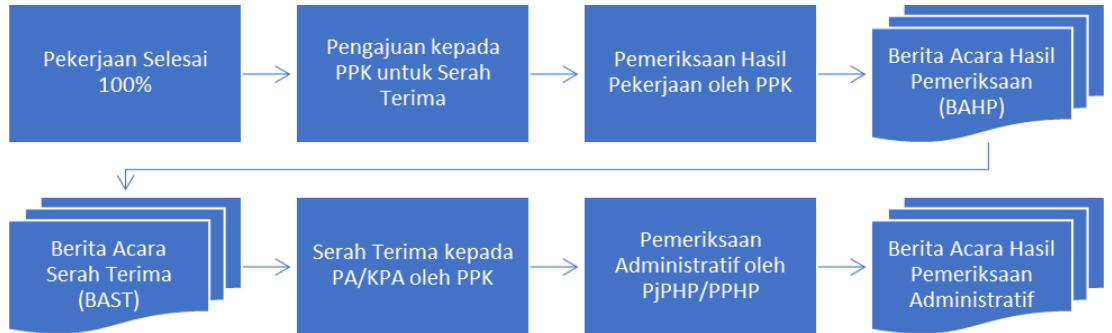 Pekerjaan Selesai
100%
Pengajuan kepada
PPK untuk Serah
Terima
Pemeriksaan Hasil
Pekerjaan oleh PPK
Berita Acara Hasil
Pemeriksaan
(BAHP)
Berita Acara
Serah Terima
(BAST)
Serah Terima kepada
PA/KPA oleh PPK
Pemeriksaan
Administratif oleh
PjPHP/PPHP
Berita Acara Hasil
Pemeriksaan
Administratif